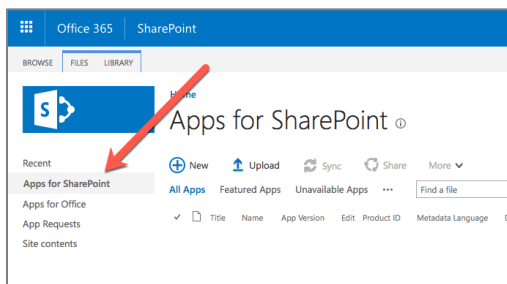 Office 365 SharePoint
BROWSE FILES LIBRARY
S
Home
Apps for SharePoint
Recent
Apps for SharePoint
Apps for Office
App Requests
Site contents
New Upload Sync Share More
All Apps Featured Apps Unavailable Apps ••• Find a file
Title Name App Version Edit Product ID Metadata Language